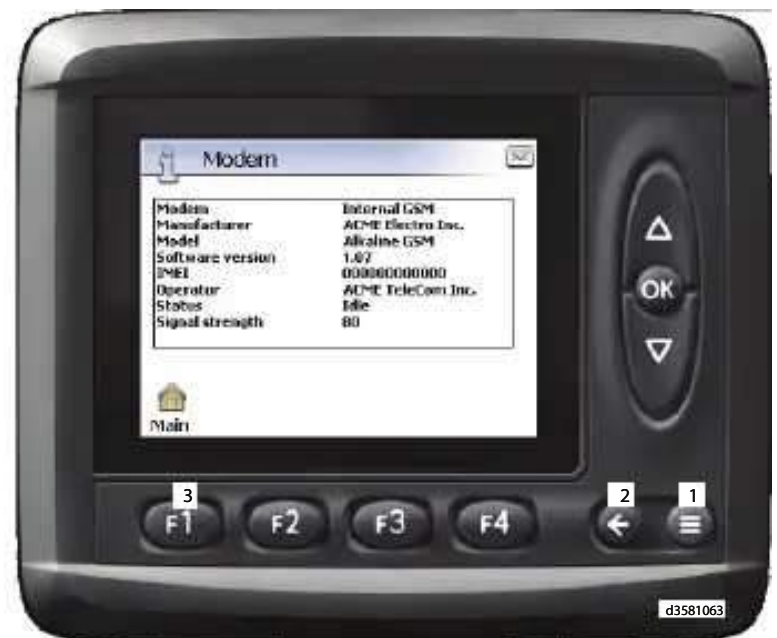 Modem
Modem Internal GSM
Manufacturer ACME Electro Inc.
Model Alkaline GSM
Software version 1.07
IMEI 000000000000
Operatur ACME TeleCom Inc.
Status Idle
Signal strength 80
Main
OK
3 2 1
F1 F2 F3 F4
d3581063